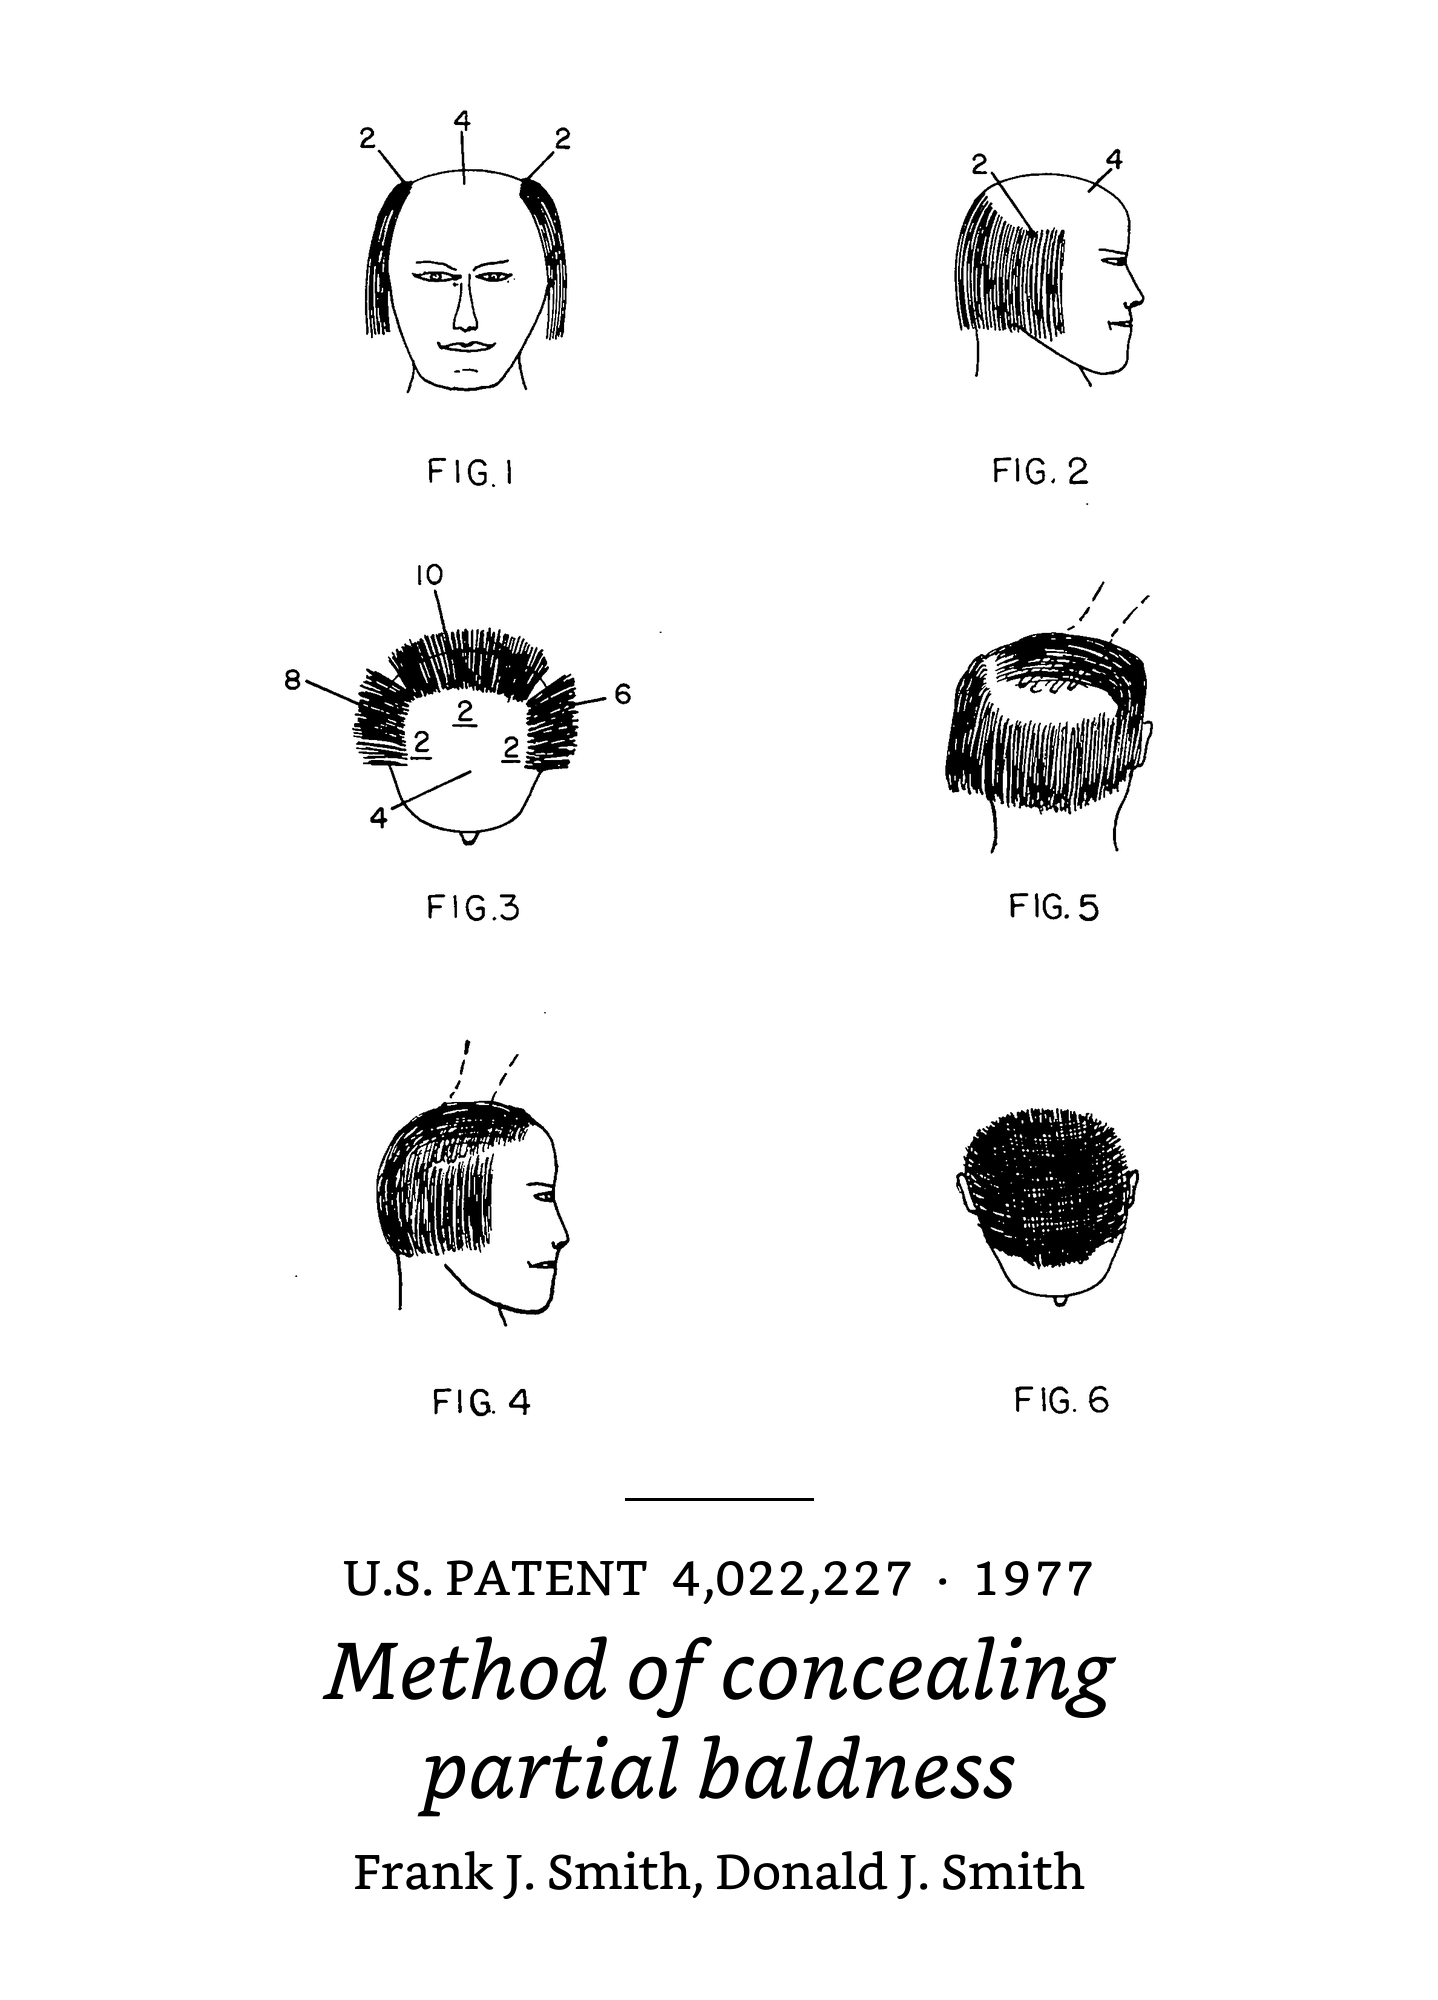 2 4 2
2 4
FIG. 1
FIG. 2
10
8
6
2
2 2
4
FIG.3
FIG. 5
FIG. 4
FIG. 6
U.S. PATENT 4,022,227 · 1977
Method of concealing
partial baldness
Frank J. Smith, Donald J. Smith